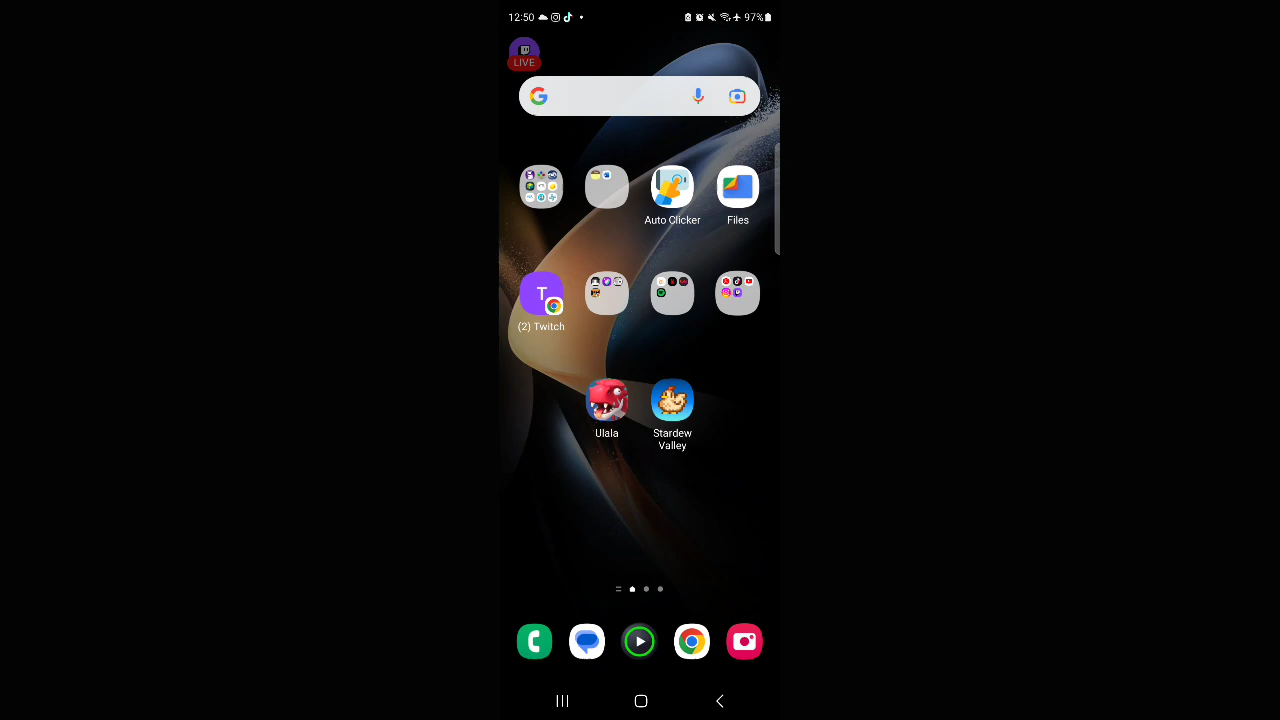 12:50
97%
LIVE
Auto Clicker
Files
T
(2) Twitch
Ulala
Stardew
Valley